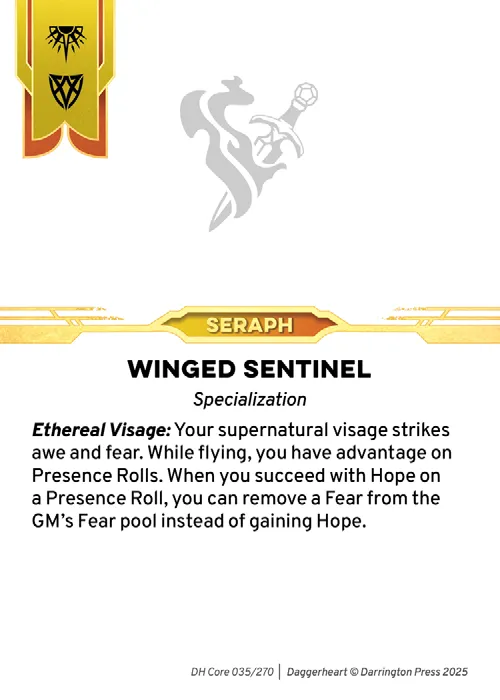 SERAPH
WINGED SENTINEL
Specialization
Ethereal Visage: Your supernatural visage strikes
awe and fear. While flying, you have advantage on
Presence Rolls. When you succeed with Hope on
a Presence Roll, you can remove a Fear from the
GM's Fear pool instead of gaining Hope.
DH Core 035/270 | Daggerheart © Darrington Press 2025